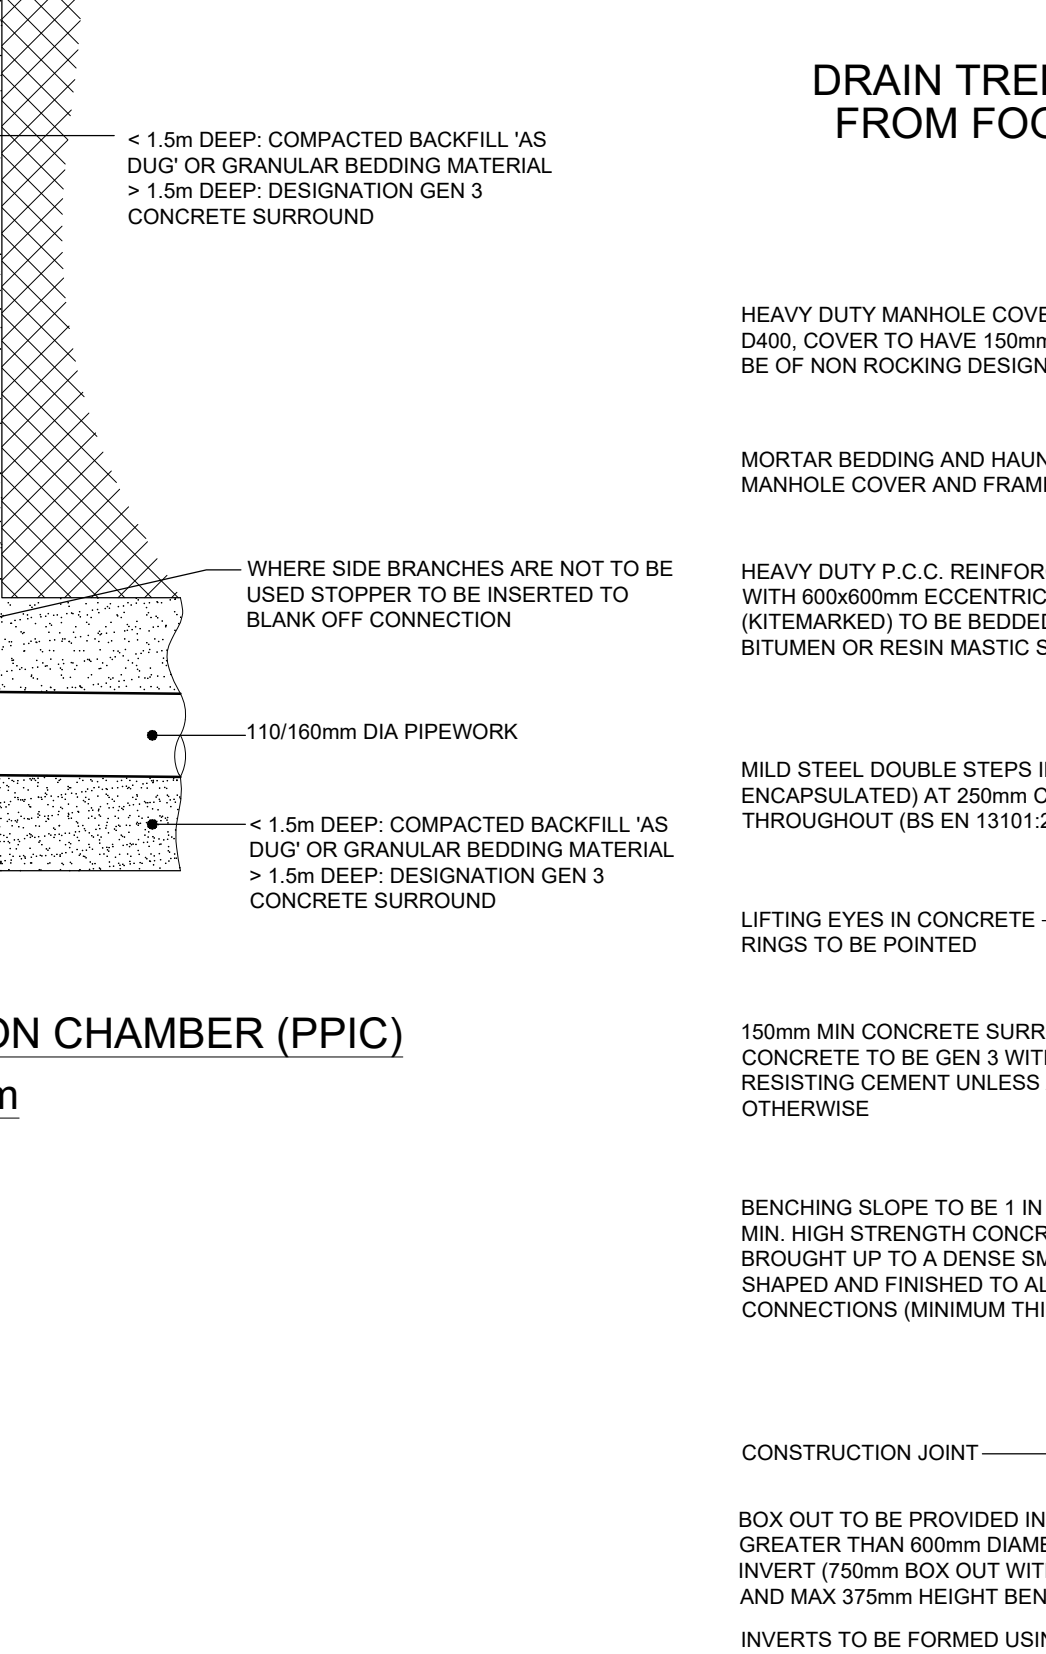 < 1.5m DEEP: COMPACTED BACKFILL 'AS
DUG' OR GRANULAR BEDDING MATERIAL
> 1.5m DEEP: DESIGNATION GEN 3
CONCRETE SURROUND
WHERE SIDE BRANCHES ARE NOT TO BE
USED STOPPER TO BE INSERTED TO
BLANK OFF CONNECTION
110/160mm DIA PIPEWORK
< 1.5m DEEP: COMPACTED BACKFILL 'AS
DUG' OR GRANULAR BEDDING MATERIAL
> 1.5m DEEP: DESIGNATION GEN 3
CONCRETE SURROUND
ON CHAMBER (PPIC)
m
DRAIN TREN
FROM FOO
HEAVY DUTY MANHOLE COVE
D400, COVER TO HAVE 150mm
BE OF NON ROCKING DESIGN
MORTAR BEDDING AND HAUN
MANHOLE COVER AND FRAM
HEAVY DUTY P.C.C. REINFOR
WITH 600x600mm ECCENTRIC
(KITEMARKED) TO BE BEDDED
BITUMEN OR RESIN MASTIC S
MILD STEEL DOUBLE STEPS I
ENCAPSULATED) AT 250mm C
THROUGHOUT (BS EN 13101:2
LIFTING EYES IN CONCRETE
RINGS TO BE POINTED
150mm MIN CONCRETE SURR
CONCRETE TO BE GEN 3 WIT
RESISTING CEMENT UNLESS
OTHERWISE
BENCHING SLOPE TO BE 1 IN
MIN. HIGH STRENGTH CONCR
BROUGHT UP TO A DENSE SM
SHAPED AND FINISHED TO AL
CONNECTIONS (MINIMUM THI
CONSTRUCTION JOINT
BOX OUT TO BE PROVIDED IN
GREATER THAN 600mm DIAME
INVERT (750mm BOX OUT WIT
AND MAX 375mm HEIGHT BEN
INVERTS TO BE FORMED USIN